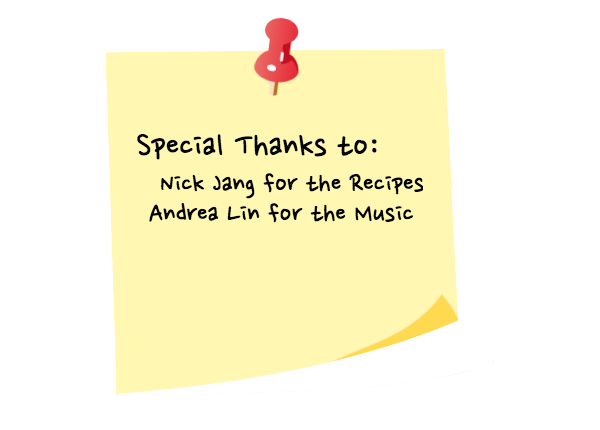 Special Thanks to:
Nick Jang for the Recipes
Andrea Lin for the Music